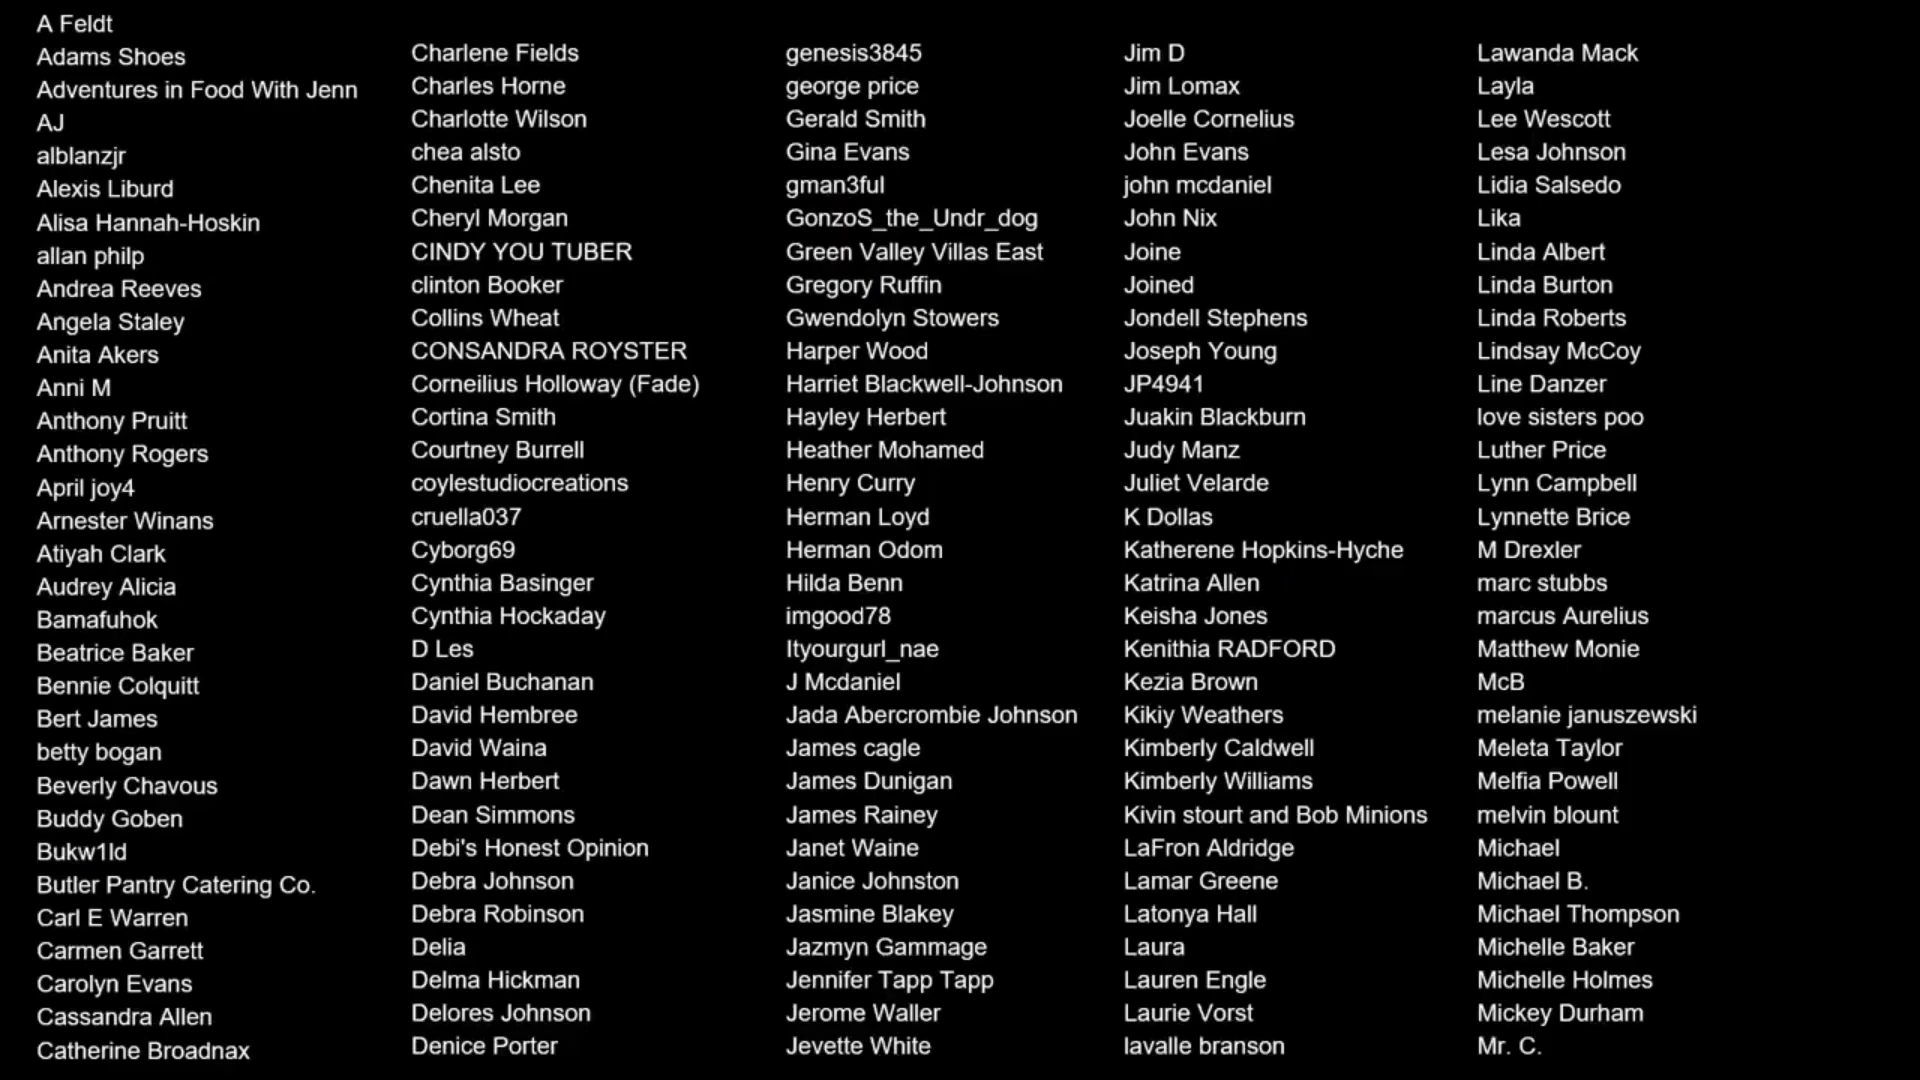 A Feldt
Adams Shoes
Adventures in Food With Jenn
AJ
alblanzjr
Alexis Liburd
Alisa Hannah-Hoskin
allan philp
Andrea Reeves
Angela Staley
Anita Akers
Anni M
Anthony Pruitt
Anthony Rogers
April joy4
Arnester Winans
Atiyah Clark
Audrey Alicia
Bamafuhok
Beatrice Baker
Bennie Colquitt
Bert James
betty bogan
Beverly Chavous
Buddy Goben
Bukw1ld
Butler Pantry Catering Co.
Carl E Warren
Carmen Garrett
Carolyn Evans
Cassandra Allen
Catherine Broadnax
Charlene Fields
Charles Horne
Charlotte Wilson
chea alsto
Chenita Lee
Cheryl Morgan
CINDY YOU TUBER
clinton Booker
Collins Wheat
CONSANDRA ROYSTER
Corneilius Holloway (Fade)
Cortina Smith
Courtney Burrell
coylestudiocreations
cruella037
Cyborg69
Cynthia Basinger
Cynthia Hockaday
D Les
Daniel Buchanan
David Hembree
David Waina
Dawn Herbert
Dean Simmons
Debi's Honest Opinion
Debra Johnson
Debra Robinson
Delia
Delma Hickman
Delores Johnson
Denice Porter
genesis3845
george price
Gerald Smith
Gina Evans
gman3ful
GonzoS_the_Undr_dog
Green Valley Villas East
Gregory Ruffin
Gwendolyn Stowers
Harper Wood
Harriet Blackwell-Johnson
Hayley Herbert
Heather Mohamed
Henry Curry
Herman Loyd
Herman Odom
Hilda Benn
imgood78
Ityourgurl_nae
J Mcdaniel
Jada Abercrombie Johnson
James cagle
James Dunigan
James Rainey
Janet Waine
Janice Johnston
Jasmine Blakey
Jazmyn Gammage
Jennifer Tapp Tapp
Jerome Waller
Jevette White
Jim D
Jim Lomax
Joelle Cornelius
John Evans
john mcdaniel
John Nix
Joine
Joined
Jondell Stephens
Joseph Young
JP4941
Juakin Blackburn
Judy Manz
Juliet Velarde
K Dollas
Katherene Hopkins-Hyche
Katrina Allen
Keisha Jones
Kenithia RADFORD
Kezia Brown
Kikiy Weathers
Kimberly Caldwell
Kimberly Williams
Kivin stourt and Bob Minions
LaFron Aldridge
Lamar Greene
Latonya Hall
Laura
Lauren Engle
Laurie Vorst
lavalle branson
Lawanda Mack
Layla
Lee Wescott
Lesa Johnson
Lidia Salsedo
Lika
Linda Albert
Linda Burton
Linda Roberts
Lindsay McCoy
Line Danzer
love sisters poo
Luther Price
Lynn Campbell
Lynnette Brice
M Drexler
marc stubbs
marcus Aurelius
Matthew Monie
McB
melanie januszewski
Meleta Taylor
Melfia Powell
melvin blount
Michael
Michael B.
Michael Thompson
Michelle Baker
Michelle Holmes
Mickey Durham
Mr. C.